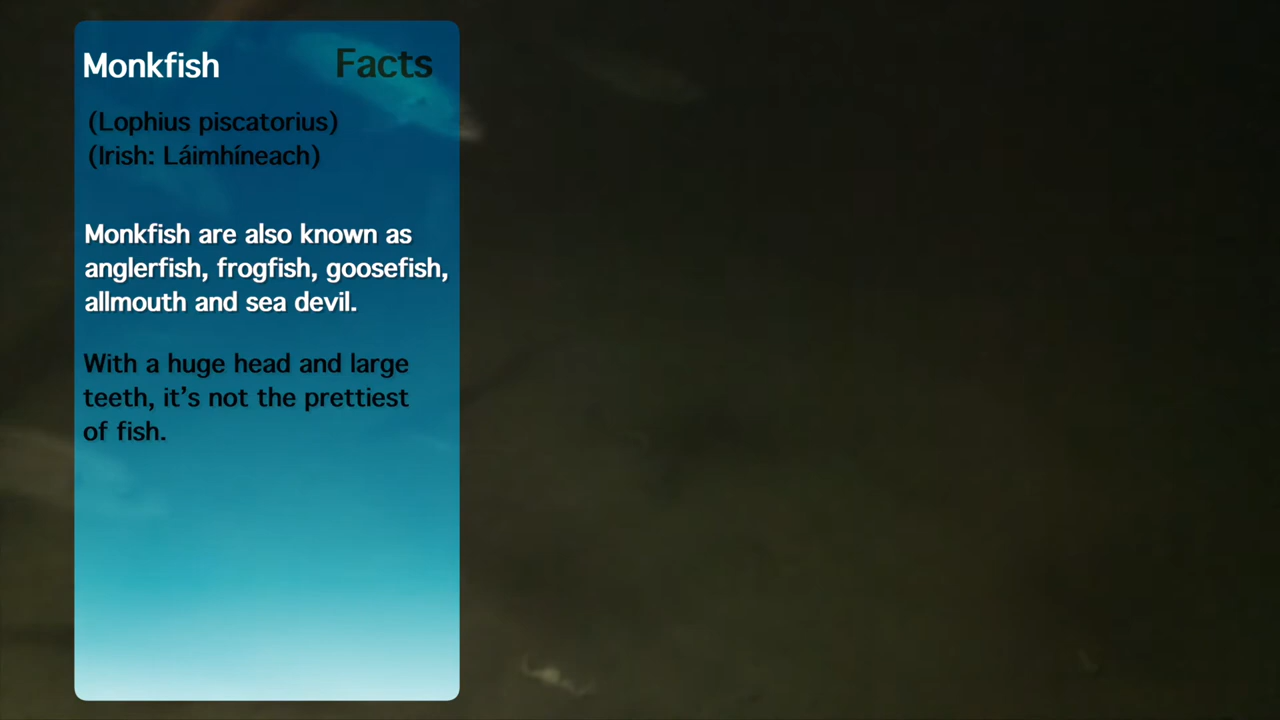 Monkfish Facts
(Lophius piscatorius)
(Irish: Láimhíneach)
Monkfish are also known as
anglerfish, frogfish, goosefish,
allmouth and sea devil.
With a huge head and large
teeth, it’s not the prettiest
of fish.